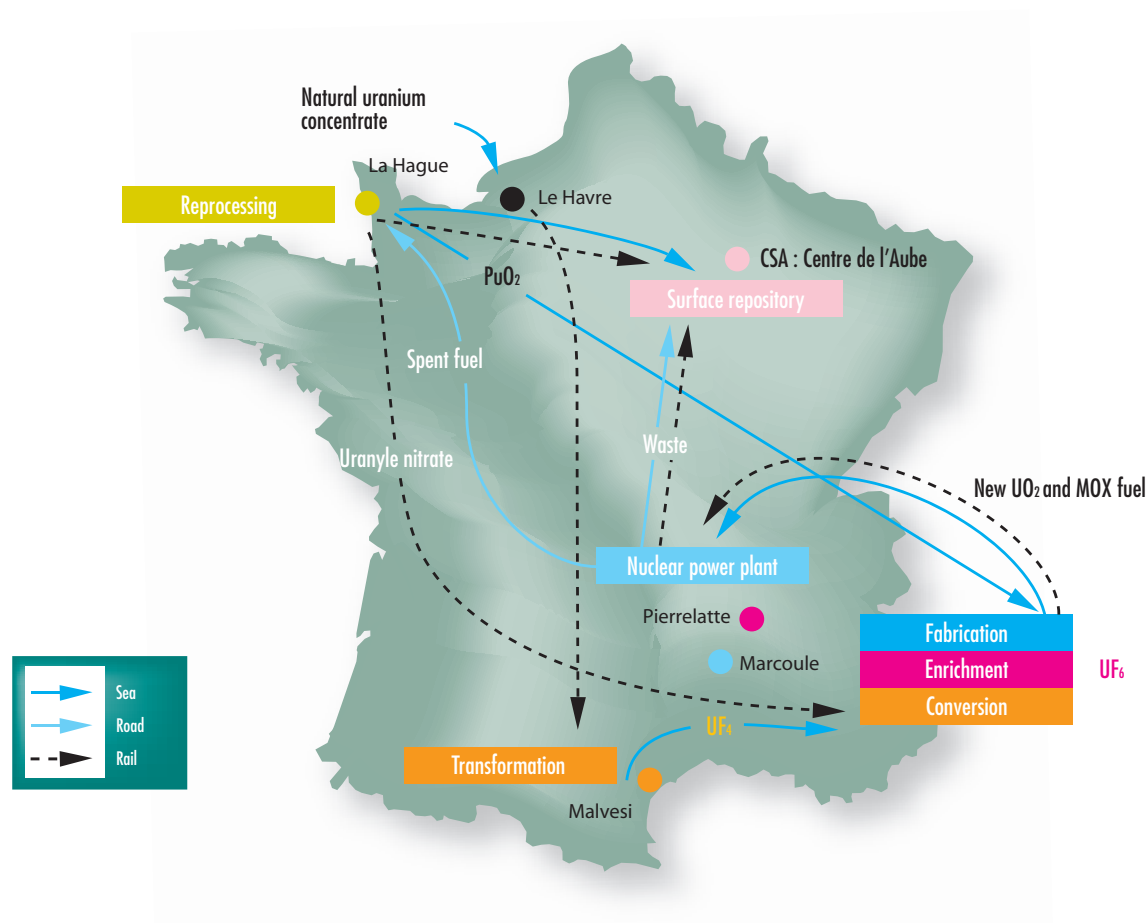 Natural uranium
concentrate
La Hague
Reprocessing
Le Havre
CSA : Centre de l'Aube
PuO₂
Surface repository
Spent fuel
Waste
Uranyle nitrate
New UO₂ and MOX fuel
Nuclear power plant
Pierrelatte
Fabrication
Marcoule
Enrichment
UF₆
Conversion
Sea
Road
Rail
UF₄
Transformation
Malvesi